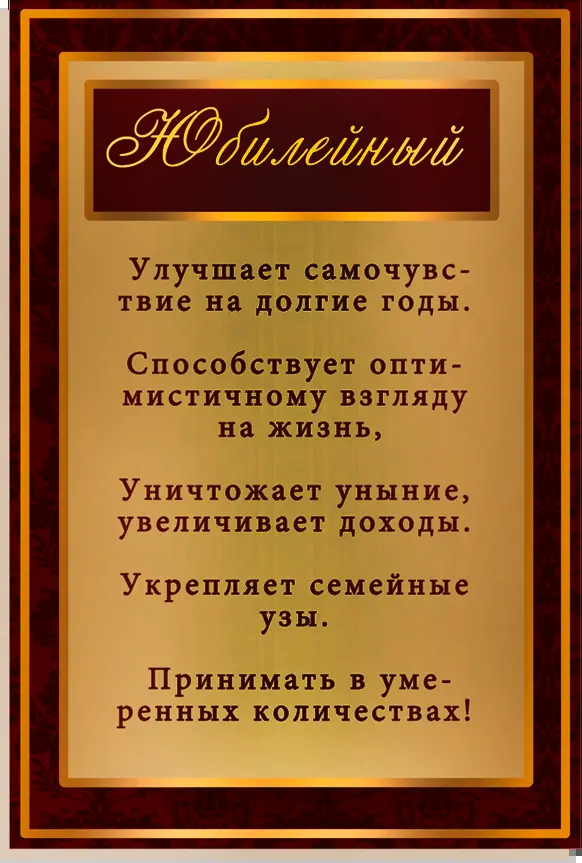 Юбилейный
Улучшает самочувс-
твие на долгие годы.
Способствует опти-
мистичному взгляду
на жизнь,
Уничтожает уныние,
увеличивает доходы.
Укрепляет семейные
узы.
Принимать в уме-
ренных количествах!